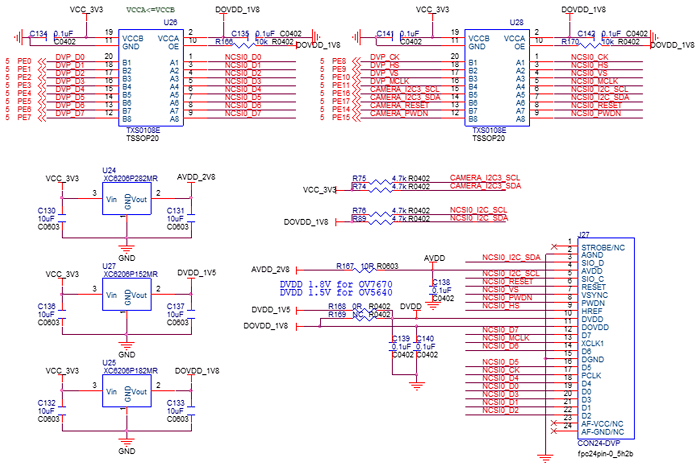 VCC_3V3 VCCA<=VCCB DOVDD_1V8
C134 0.1uF C0402 19 VCCB U26 VCCA 2 C135 0.1uF C0402
11 GND OE 10 R166 10k R0402 DOVDD_1V8
5 PE0 DVP_D0 20 B1 A1 1 NCSI0_D0
5 PE1 DVP_D1 18 B2 A2 3 NCSI0_D1
5 PE2 DVP_D2 17 B3 A3 4 NCSI0_D2
5 PE3 DVP_D3 16 B4 A4 5 NCSI0_D3
5 PE4 DVP_D4 15 B5 A5 6 NCSI0_D4
5 PE5 DVP_D5 14 B6 A6 7 NCSI0_D5
5 PE6 DVP_D6 13 B7 A7 8 NCSI0_D6
5 PE7 DVP_D7 12 B8 A8 9 NCSI0_D7
TXS0108E
TSSOP20
VCC_3V3 DOVDD_1V8
C141 0.1uF C0402 19 VCCB U28 VCCA 2 C142 0.1uF C0402
11 GND OE 10 R170 10k R0402 DOVDD_1V8
5 PE8 DVP_CK 20 B1 A1 1 NCSI0_CK
5 PE9 DVP_HS 18 B2 A2 3 NCSI0_HS
5 PE10 DVP_VS 17 B3 A3 4 NCSI0_VS
5 PE11 DVP_MCLK 16 B4 A4 5 NCSI0_MCLK
5 PE16 CAMERA_I2C3_SCL 15 B5 A5 6 NCSI0_I2C_SCL
5 PE17 CAMERA_I2C3_SDA 14 B6 A6 7 NCSI0_I2C_SDA
5 PE14 CAMERA_RESET 13 B7 A7 8 NCSI0_RESET
5 PE15 CAMERA_PWDN 12 B8 A8 9 NCSI0_PWDN
TXS0108E
TSSOP20
U24
VCC_3V3 XC6206P282MR AVDD_2V8
3 Vin GND Vout 2
C130 10uF C0603 1 C131 10uF C0603
GND
U27
VCC_3V3 XC6206P152MR DVDD_1V5
3 Vin GND Vout 2
C136 10uF C0603 1 C137 10uF C0603
GND
U25
VCC_3V3 XC6206P182MR DOVDD_1V8
3 Vin GND Vout 2
C132 10uF C0603 1 C133 10uF C0603
GND
R75 4.7k R0402 CAMERA_I2C3_SCL
VCC_3V3 R74 4.7k R0402 CAMERA_I2C3_SDA
R76 4.7k R0402 NCSI0_I2C_SCL
DOVDD_1V8 R89 4.7k R0402 NCSI0_I2C_SDA
AVDD
AVDD_2V8 R167 10R R0603
C138
0.1uF
C0402
DVDD 1.8V for OV7670
DVDD 1.5V for OV5640
DVDD_1V5 R168 0R R0402 DVDD
R169 NC R0402
DOVDD_1V8
C139 C140
0.1uF 0.1uF
C0402 C0402
J27
1 STROBE/NC
2 AGND
NCSI0_I2C_SDA 3 SIO_D
4 AVDD
NCSI0_I2C_SCL 5 SIO_C
NCSI0_RESET 6 RESET
NCSI0_VS 7 VSYNC
NCSI0_PWDN 8 PWDN
NCSI0_HS 9 HREF
10 DVDD
11 DOVDD
NCSI0_D7 12 D7
NCSI0_MCLK 13 XCLK1
NCSI0_D6 14 D6
15 DGND
NCSI0_D5 16 D5
NCSI0_CK 17 PCLK
NCSI0_D4 18 D4
NCSI0_D0 19 D0
NCSI0_D3 20 D3
NCSI0_D1 21 D1
NCSI0_D2 22 D2
23 AF-VCC/NC
24 AF-GND/NC
CON24-DVP
fpc24pin-0_5h2b